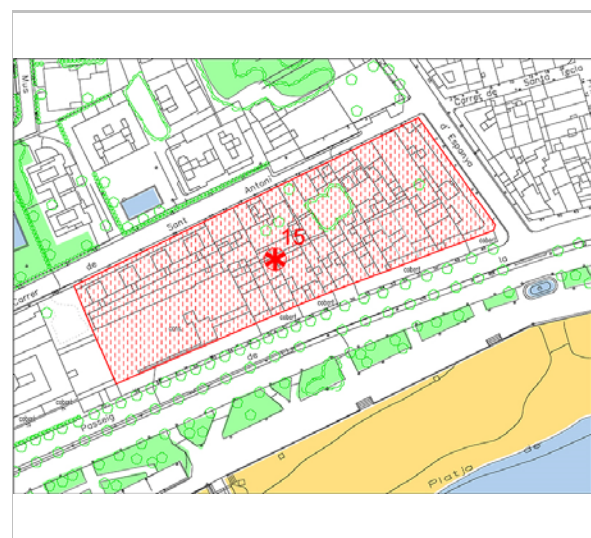 Mus
Carrer de Santa Tecla
d' Espanya
Carrer de Sant Antoni
15
cobert
cobert
cobert
cobert
cobert
Passeig de la
Platja de